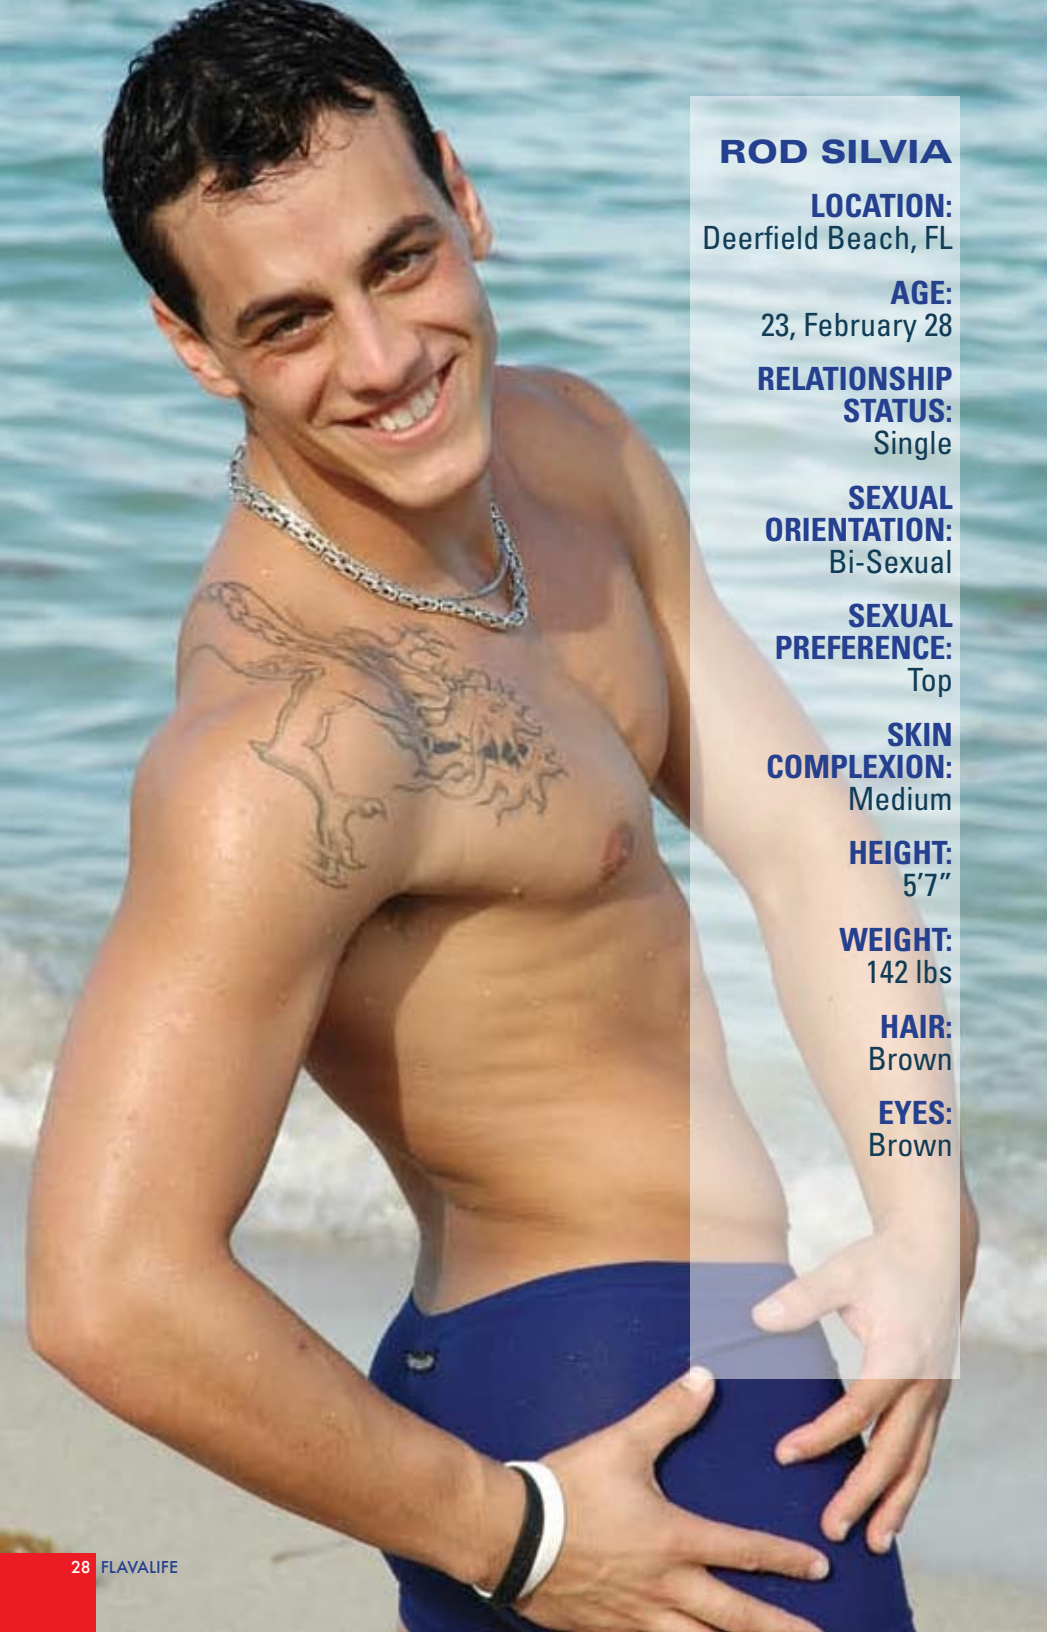 ROD SILVIA
LOCATION:
Deerfield Beach, FL
AGE:
23, February 28
RELATIONSHIP
STATUS:
Single
SEXUAL
ORIENTATION:
Bi-Sexual
SEXUAL
PREFERENCE:
Top
SKIN
COMPLEXION:
Medium
HEIGHT:
5’7”
WEIGHT:
142 lbs
HAIR:
Brown
EYES:
Brown
28 FLAVALIFE